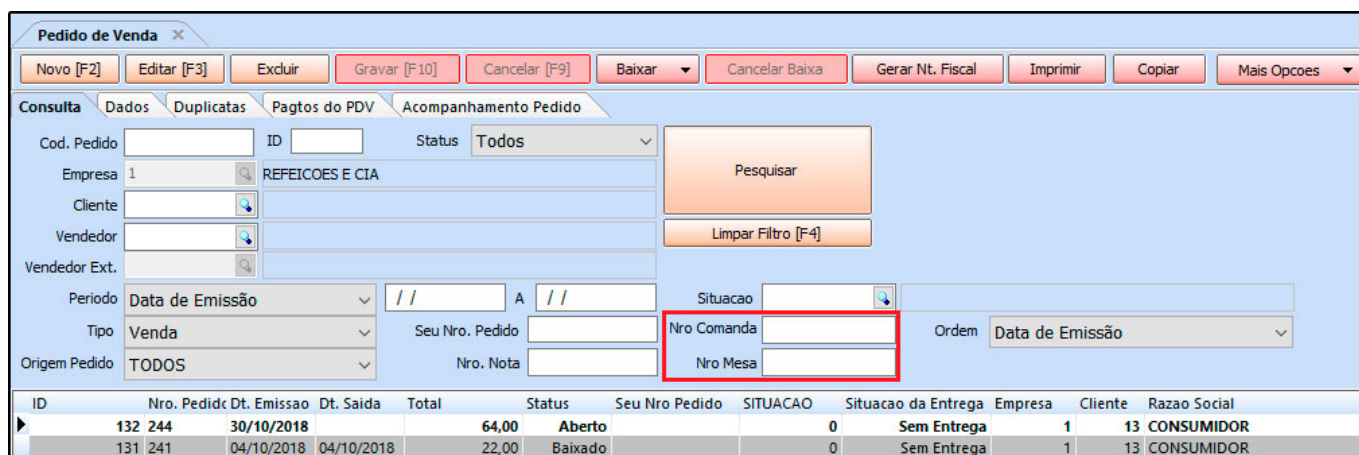 Pedido de Venda
Novo [F2] Editar [F3] Excluir Gravar [F10] Cancelar [F9] Baixar Cancelar Baixa Gerar Nt. Fiscal Imprimir Copiar Mais Opcoes
Consulta Dados Duplicatas Pagtos do PDV Acompanhamento Pedido
Cod. Pedido ID Status Todos
Pesquisar
Empresa 1 REFEICOES E CIA
Cliente
Vendedor Limpar Filtro [F4]
Vendedor Ext.
Periodo Data de Emissão / / A / / Situacao
Tipo Venda Seu Nro. Pedido Nro Comanda Ordem Data de Emissão
Origem Pedido TODOS Nro. Nota Nro Mesa
ID Nro. Pedido Dt. Emissao Dt. Saida Total Status Seu Nro Pedido SITUACAO Situacao da Entrega Empresa Cliente Razao Social
132 244 30/10/2018 64,00 Aberto 0 Sem Entrega 1 13 CONSUMIDOR
131 241 04/10/2018 04/10/2018 22,00 Baixado 0 Sem Entrega 1 13 CONSUMIDOR